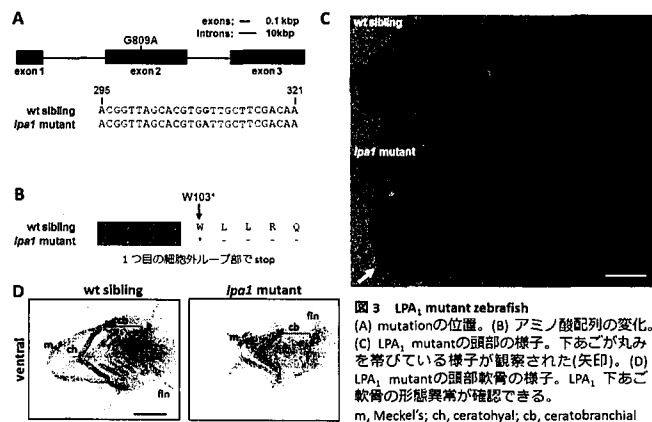 A
exons: 0.1 kbp
introns: 10kbp
G809A
exon 1
exon 2
exon 3
295
321
wt sibling ACGGTTAGCACGTGGTTGCTTCGACAA
lpa1 mutant ACGGTTAGCACGTGATTGCTTCGACAA
B
W103*
wt sibling W L L R Q
lpa1 mutant * - - - -
1つ目の細胞外ループ部でstop
C
wt sibling
lpa1 mutant
D
wt sibling
lpa1 mutant
ventral
m
ch
cb
fin
fin
cb
fin
図3 LPA1 mutant zebrafish
(A) mutationの位置。(B) アミノ酸配列の変化。
(C) LPA1 mutantの頭部の様子。下あごが丸み
を帯びている様子が観察された(矢印)。(D)
LPA1 mutantの頭部軟骨の様子。LPA1 下あご
軟骨の形態異常が確認できる。
m, Meckel's; ch, ceratohyal; cb, ceratobranchial